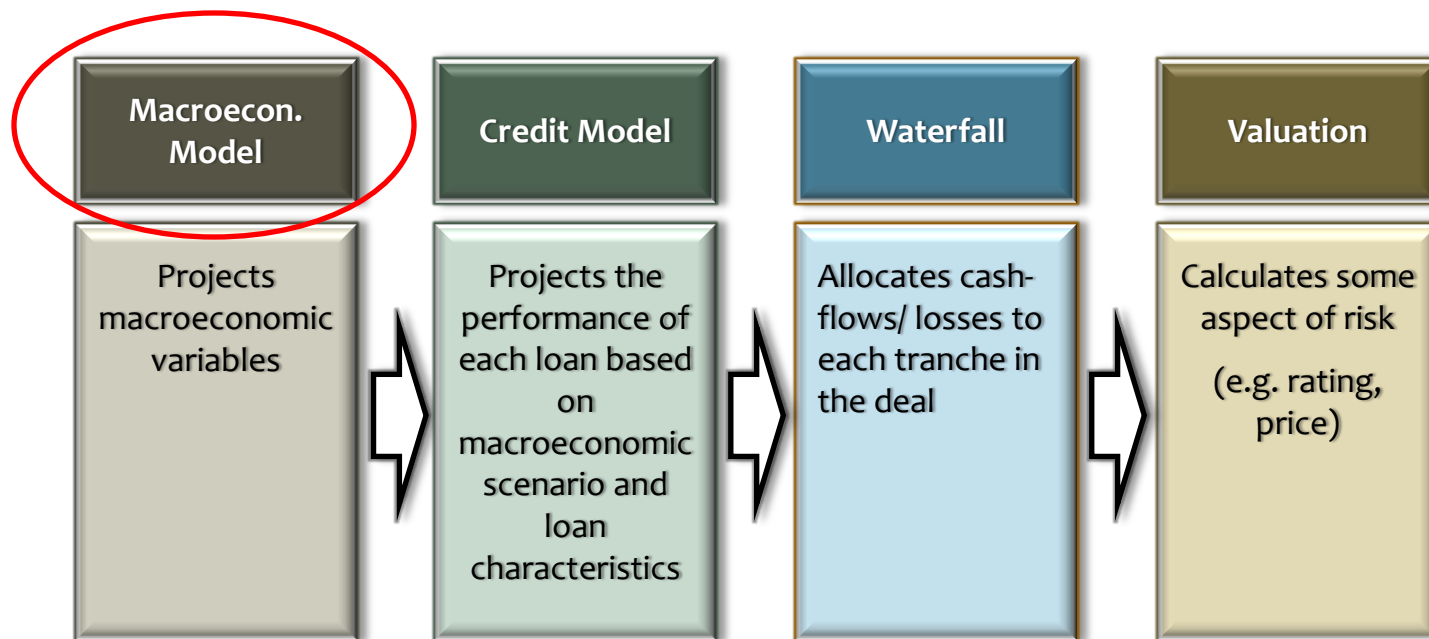 Macroecon.
Model
Credit Model
Waterfall
Valuation
Projects
macroeconomic
variables
Projects the
performance of
each loan based
on
macroeconomic
scenario and
loan
characteristics
Allocates cash-
flows/ losses to
each tranche in
the deal
Calculates some
aspect of risk
(e.g. rating,
price)